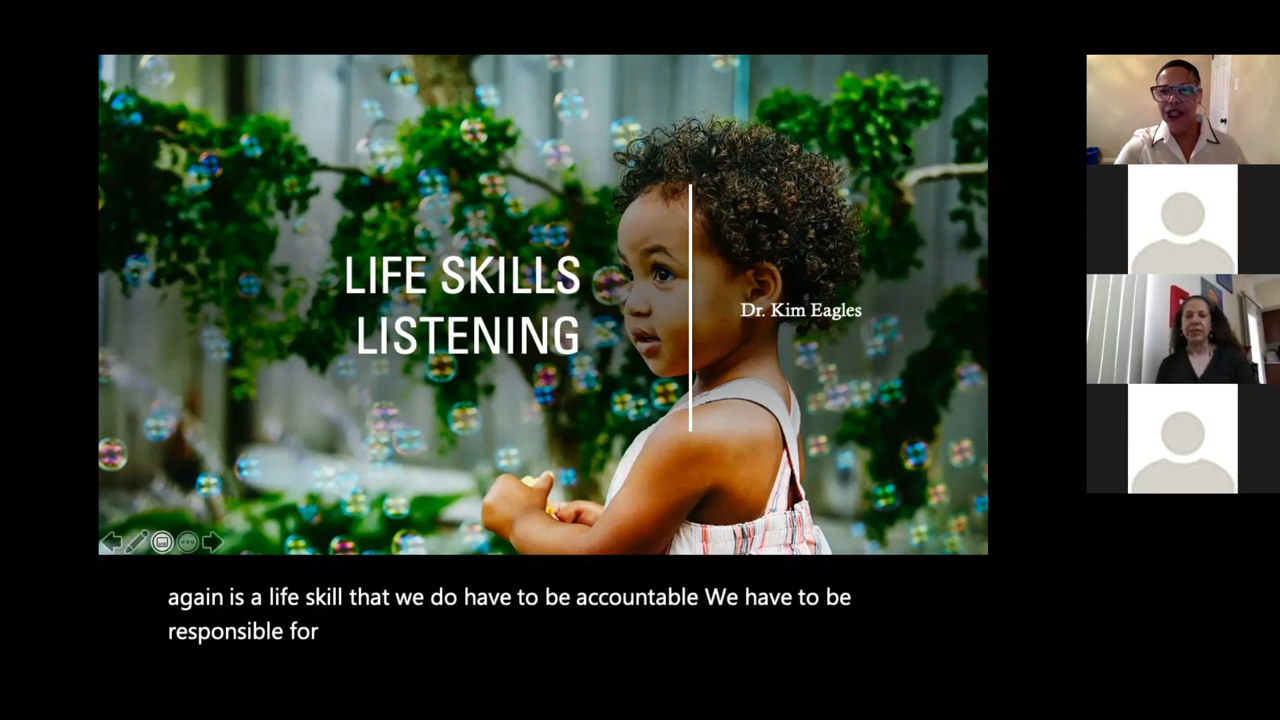 LIFE SKILLS
LISTENING
Dr. Kim Eagles
again is a life skill that we do have to be accountable We have to be
responsible for